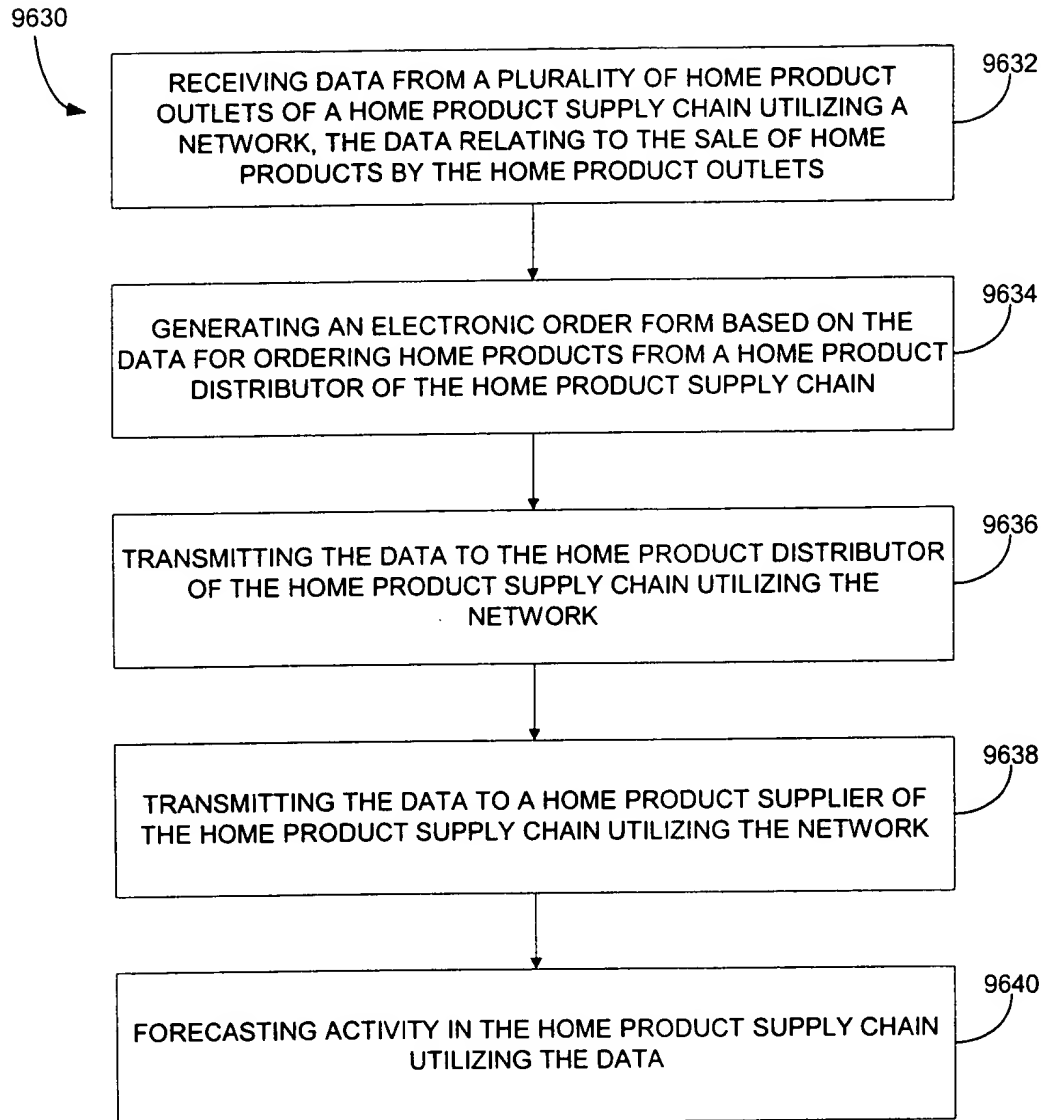 9630
RECEIVING DATA FROM A PLURALITY OF HOME PRODUCT
OUTLETS OF A HOME PRODUCT SUPPLY CHAIN UTILIZING A
NETWORK, THE DATA RELATING TO THE SALE OF HOME
PRODUCTS BY THE HOME PRODUCT OUTLETS
9632
GENERATING AN ELECTRONIC ORDER FORM BASED ON THE
DATA FOR ORDERING HOME PRODUCTS FROM A HOME PRODUCT
DISTRIBUTOR OF THE HOME PRODUCT SUPPLY CHAIN
9634
TRANSMITTING THE DATA TO THE HOME PRODUCT DISTRIBUTOR
OF THE HOME PRODUCT SUPPLY CHAIN UTILIZING THE
NETWORK
9636
TRANSMITTING THE DATA TO A HOME PRODUCT SUPPLIER OF
THE HOME PRODUCT SUPPLY CHAIN UTILIZING THE NETWORK
9638
FORECASTING ACTIVITY IN THE HOME PRODUCT SUPPLY CHAIN
UTILIZING THE DATA
9640